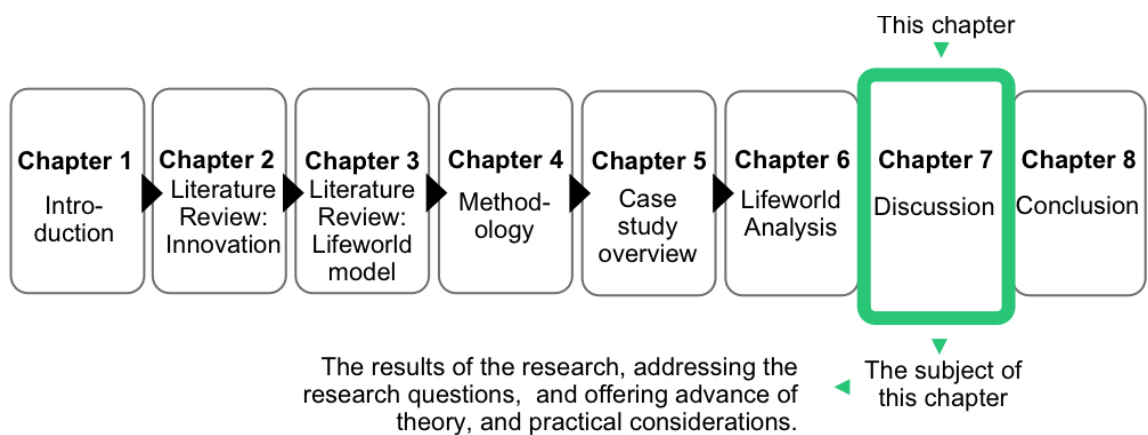 This chapter
Chapter 1
Intro-
duction
Chapter 2
Literature
Review:
Innovation
Chapter 3
Literature
Review:
Lifeworld
model
Chapter 4
Method-
ology
Chapter 5
Case
study
overview
Chapter 6
Lifeworld
Analysis
Chapter 7
Discussion
Chapter 8
Conclusion
The subject of
this chapter
The results of the research, addressing the
research questions,  and offering advance of
theory, and practical considerations.